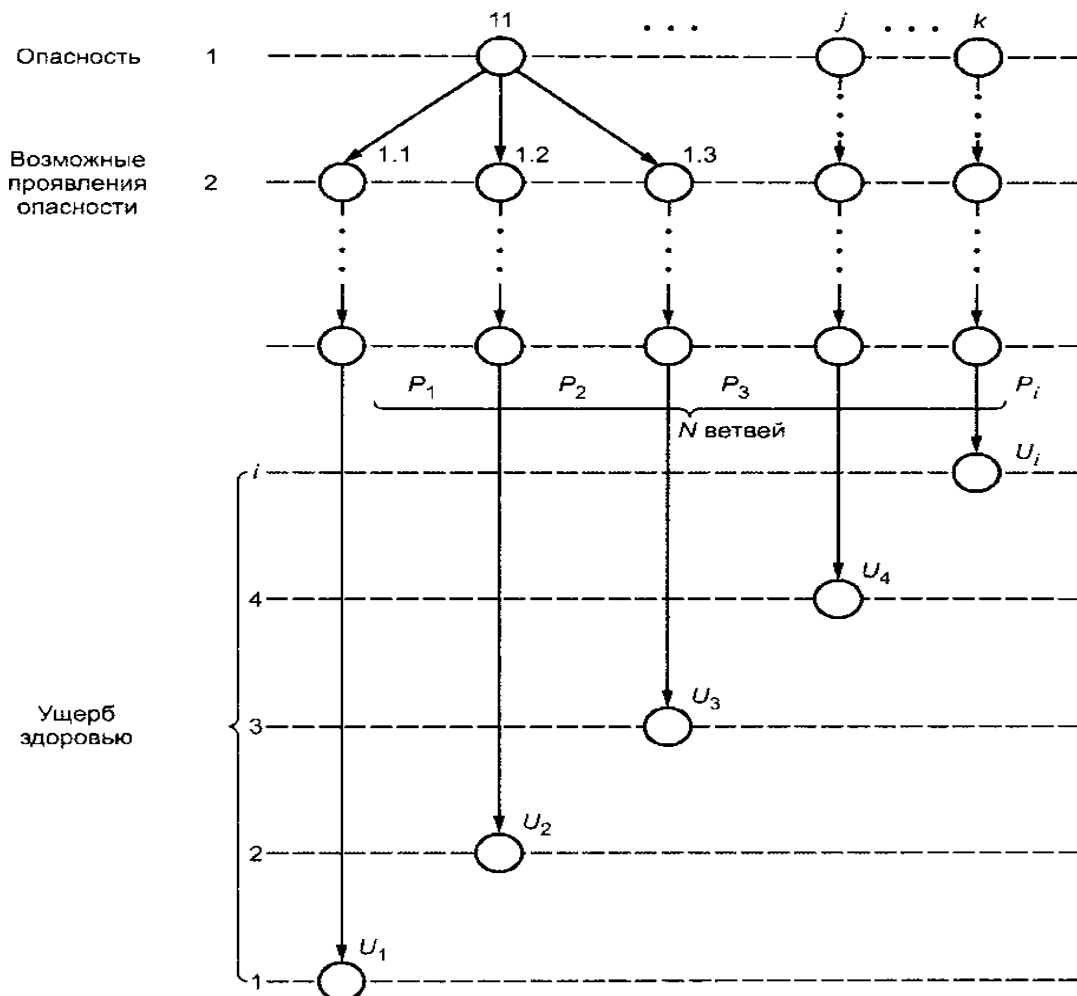 11 . . . j . . . k
Опасность 1
1.1 1.2 1.3
Возможные
проявления
опасности
2
P1 P2 P3 Pi
N ветвей
i Ui
4 U4
3 U3
Ущерб
здоровью
2 U2
1 U1